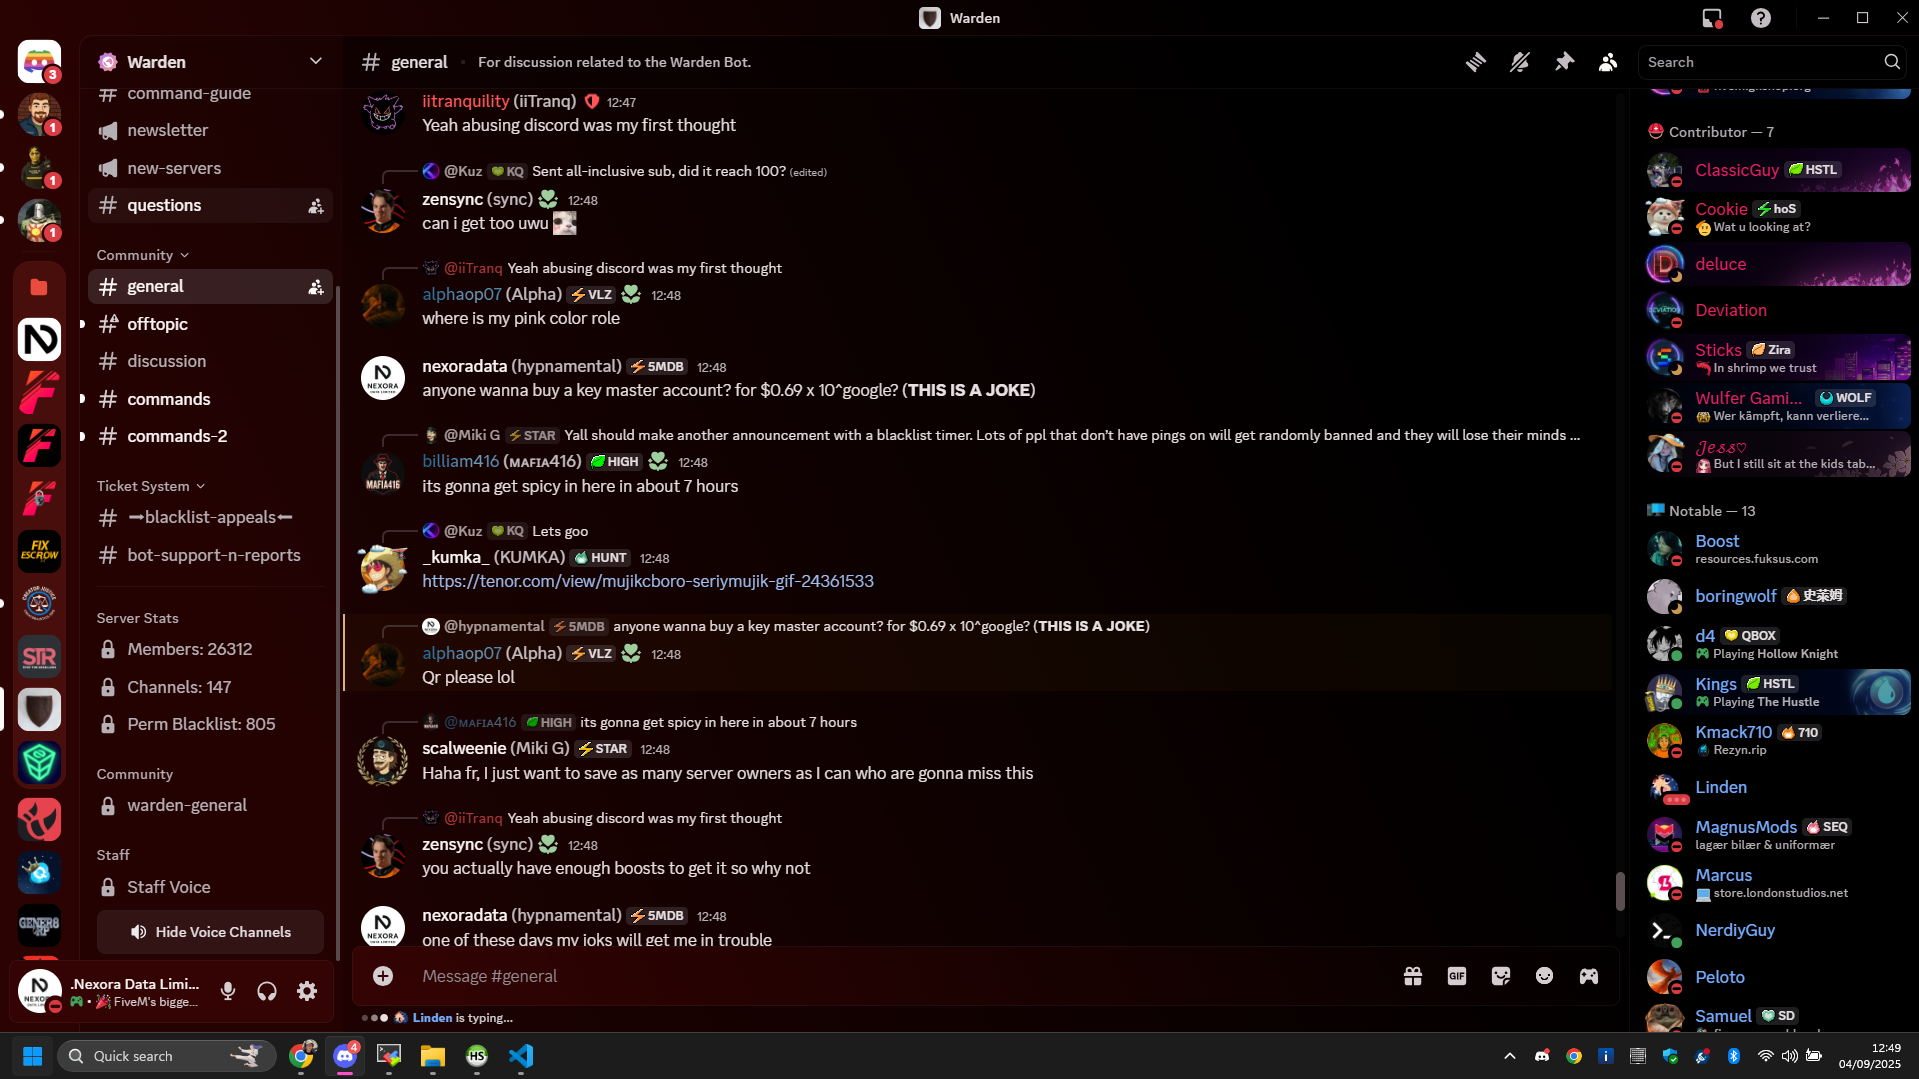 Warden
3
1
1
1
Warden
command-guide
newsletter
new-servers
questions
Community
general
offtopic
discussion
commands
commands-2
Ticket System
➞blacklist-appeals⟵
bot-support-n-reports
Server Stats
Members: 26312
Channels: 147
Perm Blacklist: 805
Community
warden-general
Staff
Staff Voice
Hide Voice Channels
.Nexora Data Limi...
• 🎉 FiveM's bigge...
FIX
ESCROW
STR
GENER8
RP
general
For discussion related to the Warden Bot.
Search
iitranquility (iiTranq) 12:47
Yeah abusing discord was my first thought
@Kuz KQ Sent all-inclusive sub, did it reach 100? (edited)
zensync (sync) 12:48
can i get too uwu
@iiTranq Yeah abusing discord was my first thought
alphaop07 (Alpha) VLZ 12:48
where is my pink color role
nexoradata (hypnamental) 5MDB 12:48
anyone wanna buy a key master account? for $0.69 x 10^google? (THIS IS A JOKE)
@Miki G STAR Yall should make another announcement with a blacklist timer. Lots of ppl that don't have pings on will get randomly banned and they will lose their minds ...
billiam416 (ᴍᴀꜰɪᴀ416) HIGH 12:48
its gonna get spicy in here in about 7 hours
@Kuz KQ Lets goo
_kumka_ (KUMKA) HUNT 12:48
https://tenor.com/view/mujikcboro-seriymujik-gif-24361533
@hypnamental 5MDB anyone wanna buy a key master account? for $0.69 x 10^google? (THIS IS A JOKE)
alphaop07 (Alpha) VLZ 12:48
Qr please lol
@ᴍᴀꜰɪᴀ416 HIGH its gonna get spicy in here in about 7 hours
scalweenie (Miki G) STAR 12:48
Haha fr, I just want to save as many server owners as I can who are gonna miss this
@iiTranq Yeah abusing discord was my first thought
zensync (sync) 12:48
you actually have enough boosts to get it so why not
nexoradata (hypnamental) 5MDB 12:48
one of these days my joks will get me in trouble
Message #general
GIF
Linden is typing...
Contributor — 7
ClassicGuy HSTL
Cookie hoS
Wat u looking at?
deluce
Deviation
Sticks Zira
In shrimp we trust
Wulfer Gami... WOLF
Wer kämpft, kann verliere...
𝓙𝓮𝓼𝓼♡
But I still sit at the kids tab...
Notable — 13
Boost
resources.fuksus.com
boringwolf 史莱姆
d4 QBOX
Playing Hollow Knight
Kings HSTL
Playing The Hustle
Kmack710 710
Rezyn.rip
Linden
MagnusMods SEQ
lagær bilær & uniformær
Marcus
store.londonstudios.net
NerdiyGuy
Peloto
Samuel SD
Quick search
4
HS
12:49
04/09/2025